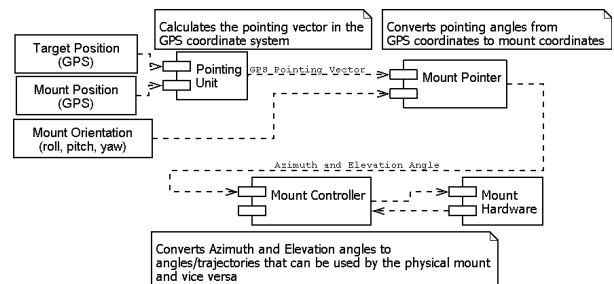 Calculates the pointing vector in the
GPS coordinate system
Converts pointing angles from
GPS coordinates to mount coordinates
Target Position
(GPS)
Pointing
Unit
GPS Pointing Vector
Mount Pointer
Mount Position
(GPS)
Mount Orientation
(roll, pitch, yaw)
Azimuth and Elevation Angle
Mount Controller
Mount
Hardware
Converts Azimuth and Elevation angles to
angles/trajectories that can be used by the physical mount
and vice versa